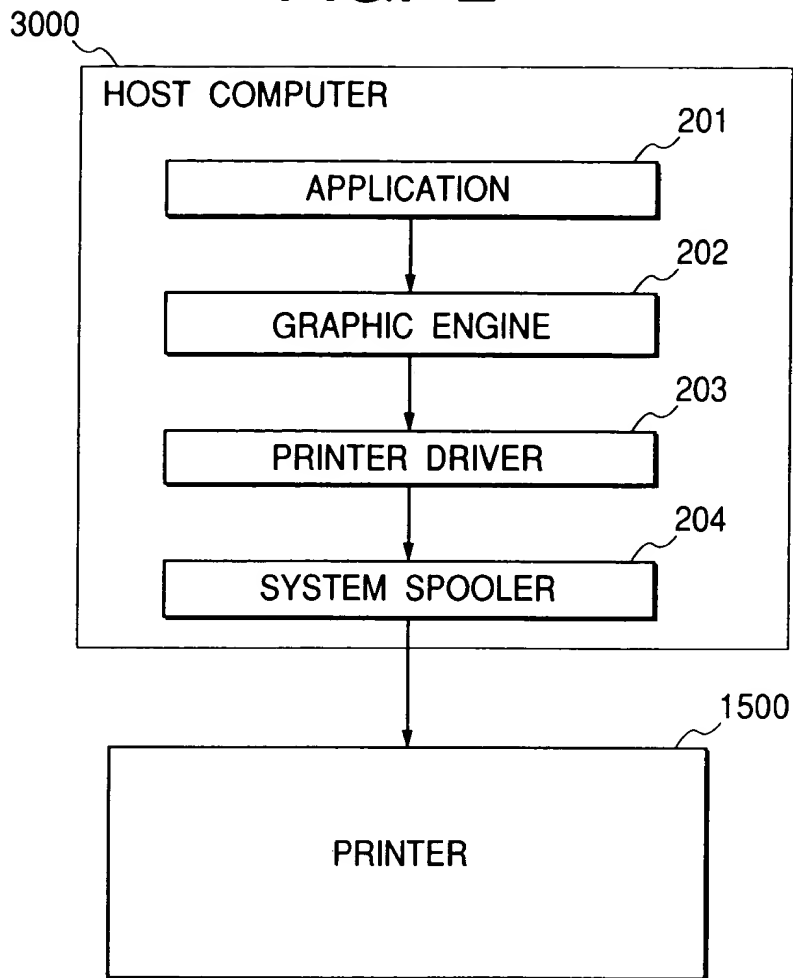 3000
HOST COMPUTER
201
APPLICATION
202
GRAPHIC ENGINE
203
PRINTER DRIVER
204
SYSTEM SPOOLER
1500
PRINTER